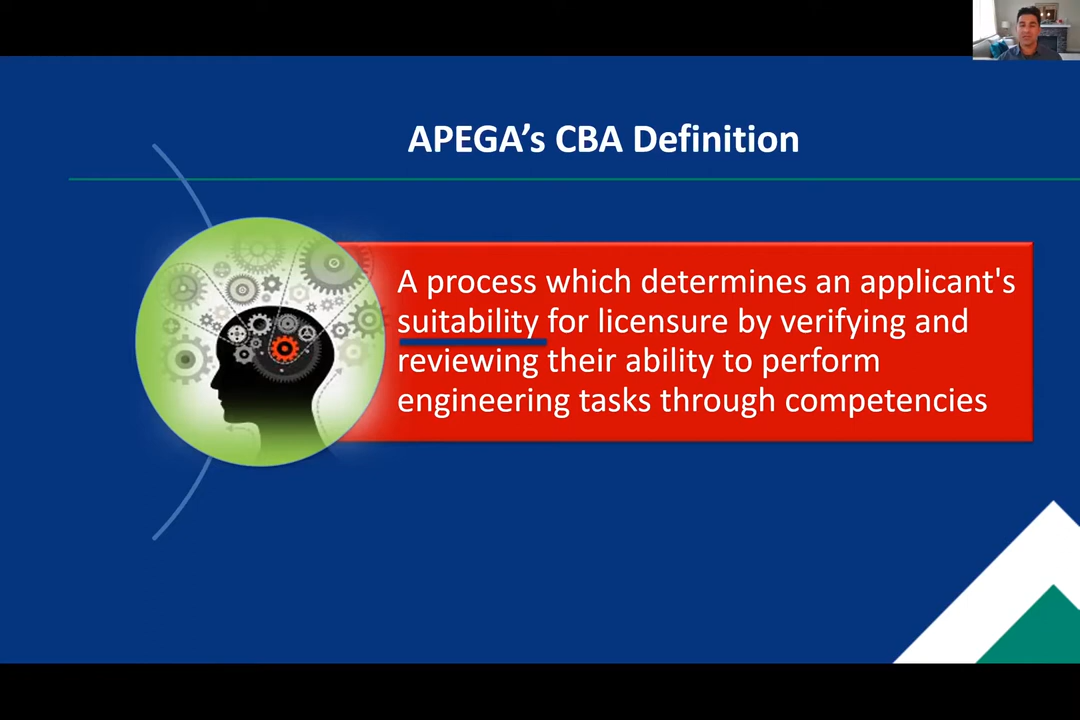 APEGA’s CBA Definition
A process which determines an applicant's
suitability for licensure by verifying and
reviewing their ability to perform
engineering tasks through competencies